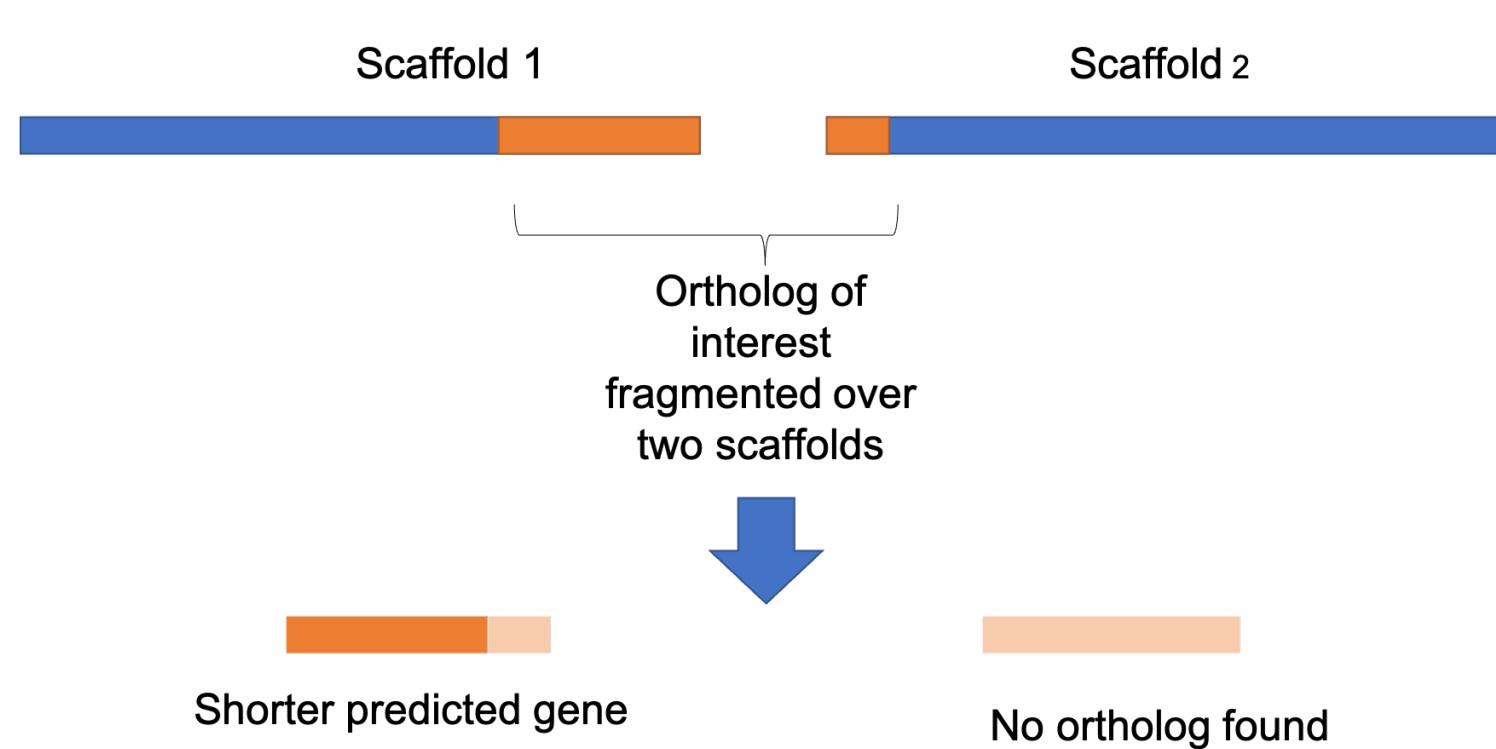 Scaffold 1
Scaffold 2
Ortholog of
interest
fragmented over
two scaffolds
Shorter predicted gene
No ortholog found